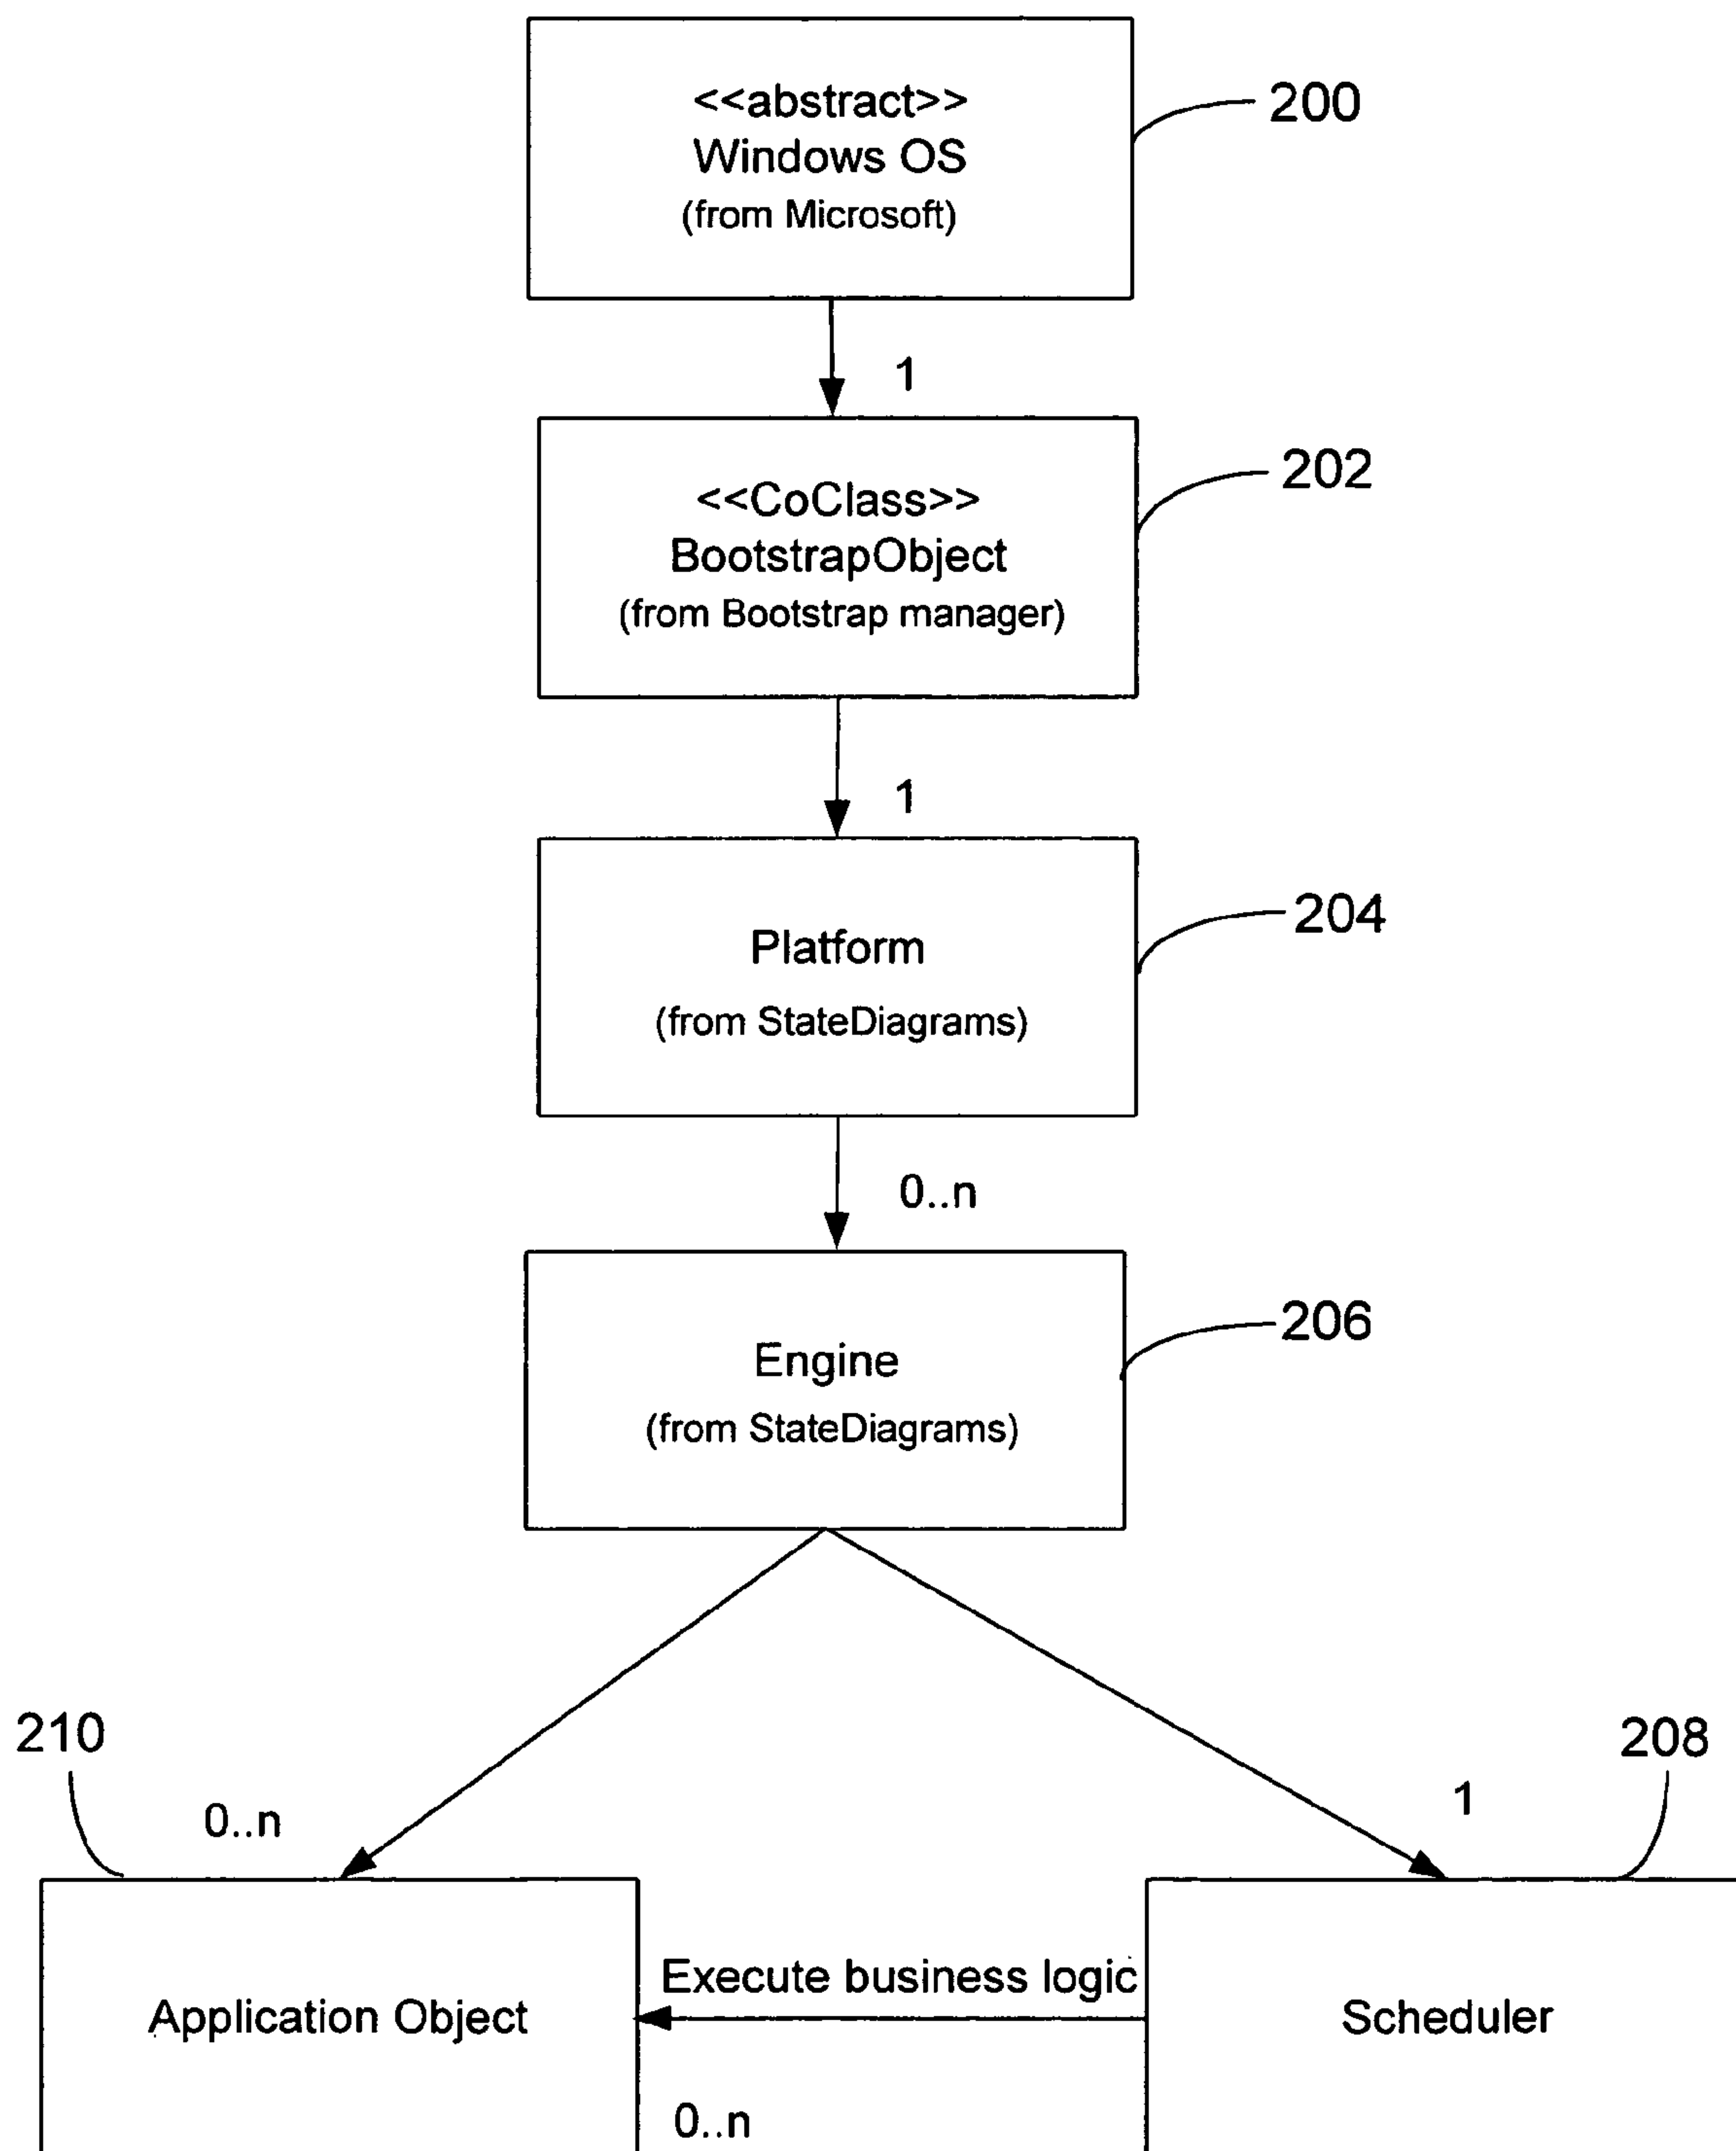 <<abstract>>
Windows OS
(from Microsoft)
200
1
<<CoClass>>
BootstrapObject
(from Bootstrap manager)
202
1
Platform
(from StateDiagrams)
204
0..n
Engine
(from StateDiagrams)
206
210
208
0..n
1
Application Object
Execute business logic
Scheduler
0..n